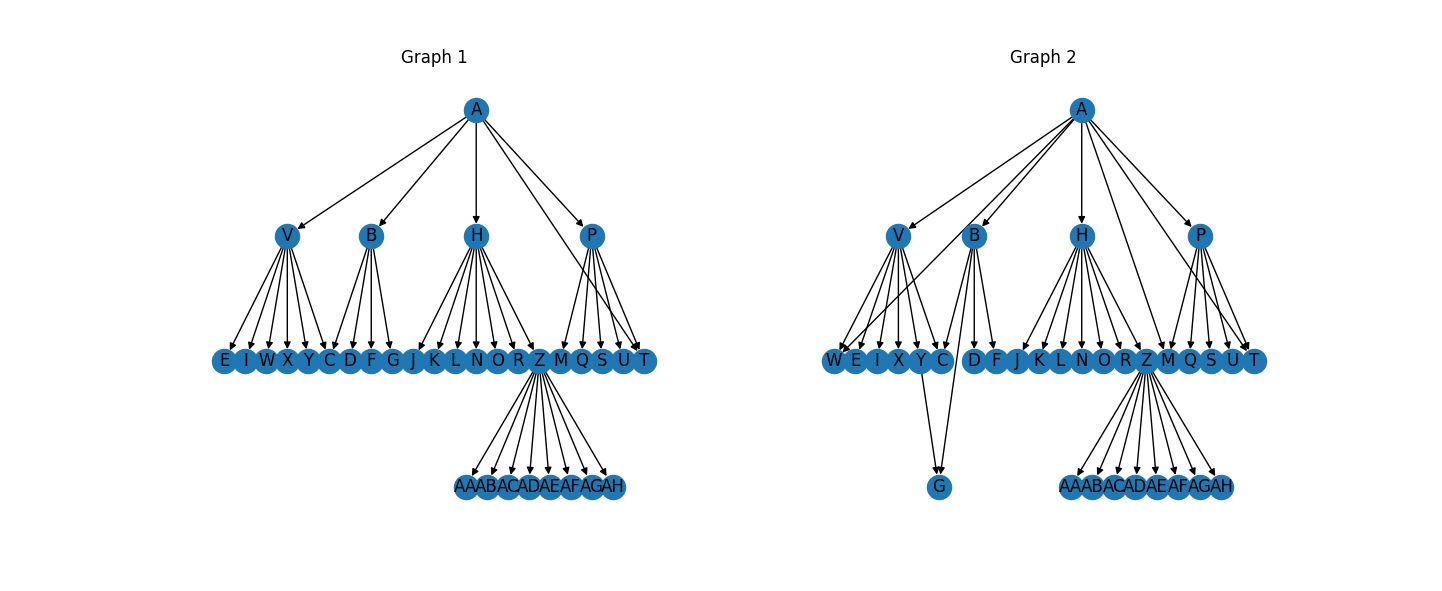 Graph 1 Graph 2
A A
V B H P V B H P
E I W X Y C D F G J K L N O R Z M Q S U T W E I X Y C D F J K L N O R Z M Q S U T
AA AB AC AD AE AF AG AH G AA AB AC AD AE AF AG AH